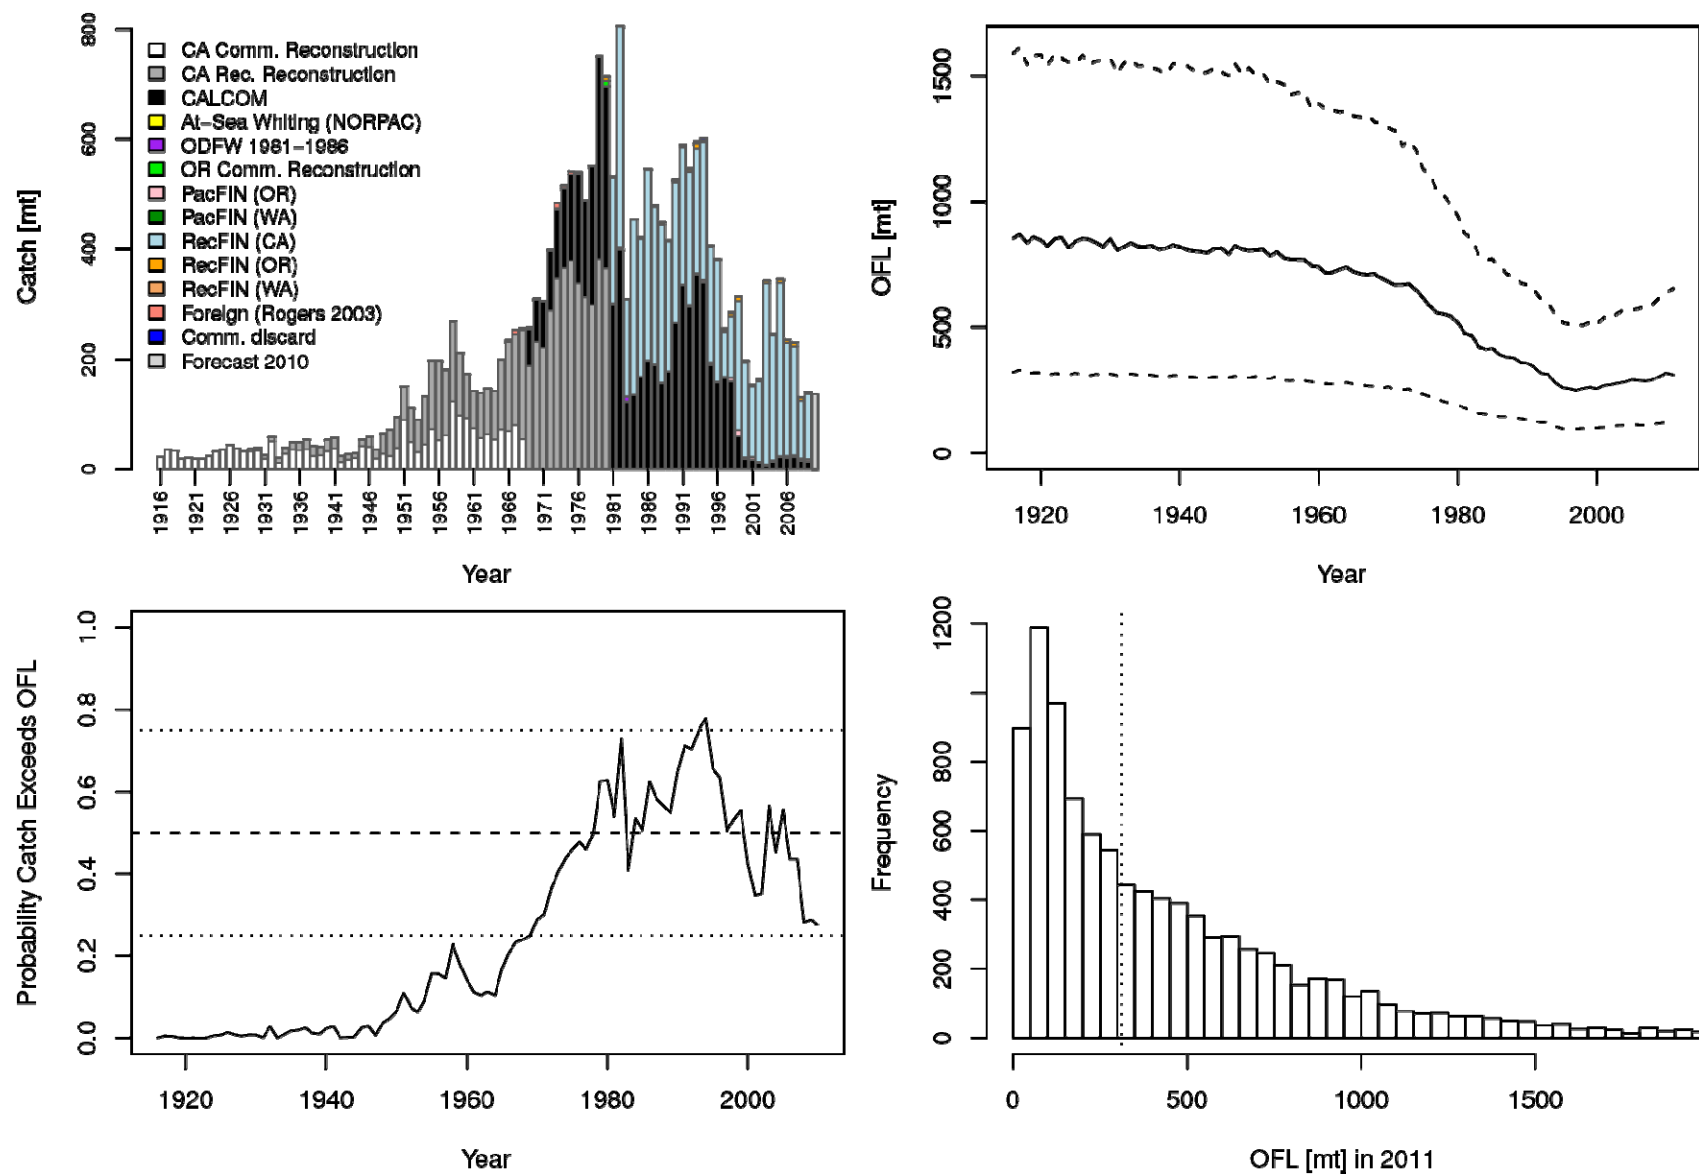 Catch [mt]
800
600
400
200
0
CA Comm. Reconstruction
CA Rec. Reconstruction
CALCOM
At-Sea Whiting (NORPAC)
ODFW 1981-1986
OR Comm. Reconstruction
PacFIN (OR)
PacFIN (WA)
RecFIN (CA)
RecFIN (OR)
RecFIN (WA)
Foreign (Rogers 2003)
Comm. discard
Forecast 2010
1916 1921 1926 1931 1936 1941 1946 1951 1956 1961 1966 1971 1976 1981 1986 1991 1996 2001 2006
Year
OFL [mt]
1500
1000
500
0
1920 1940 1960 1980 2000
Year
Probability Catch Exceeds OFL
1.0
0.8
0.6
0.4
0.2
0.0
1920 1940 1960 1980 2000
Year
Frequency
1200
800
600
400
200
0
0 500 1000 1500
OFL [mt] in 2011